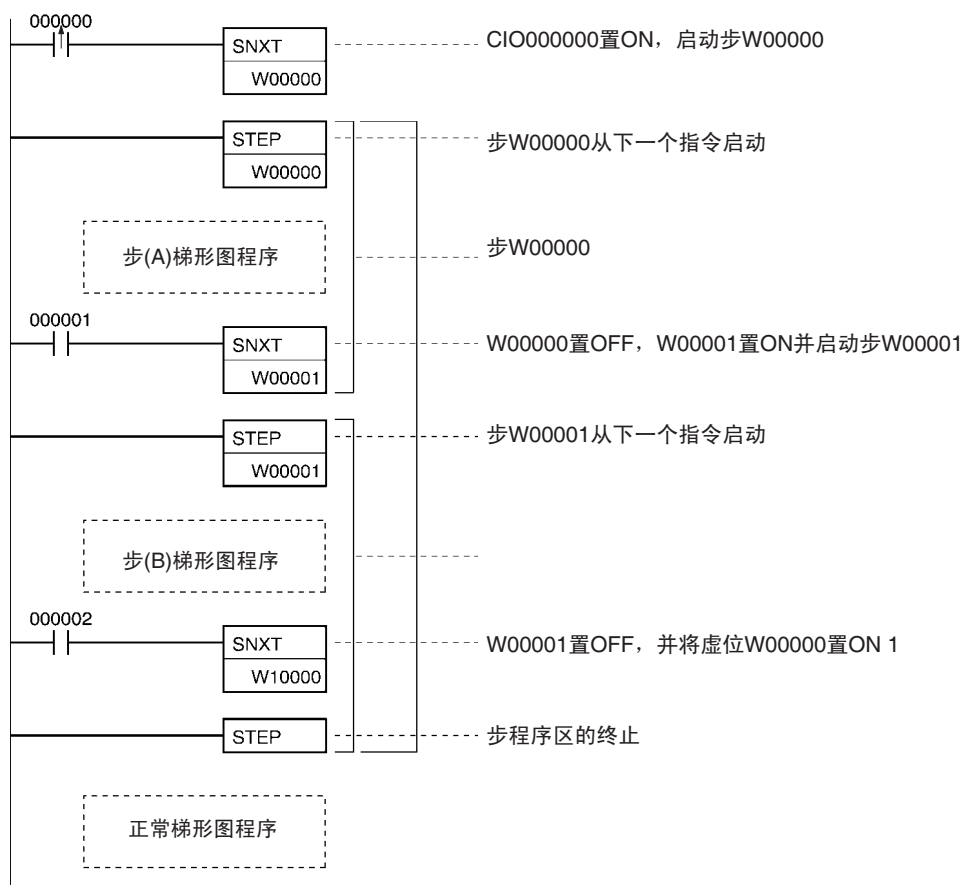 000000
SNXT
W00000
CIO000000置ON，启动步W00000
STEP
W00000
步W00000从下一个指令启动
步(A)梯形图程序
步W00000
000001
SNXT
W00001
W00000置OFF，W00001置ON并启动步W00001
STEP
W00001
步W00001从下一个指令启动
步(B)梯形图程序
000002
SNXT
W10000
W00001置OFF，并将虚位W00000置ON 1
STEP
步程序区的终止
正常梯形图程序